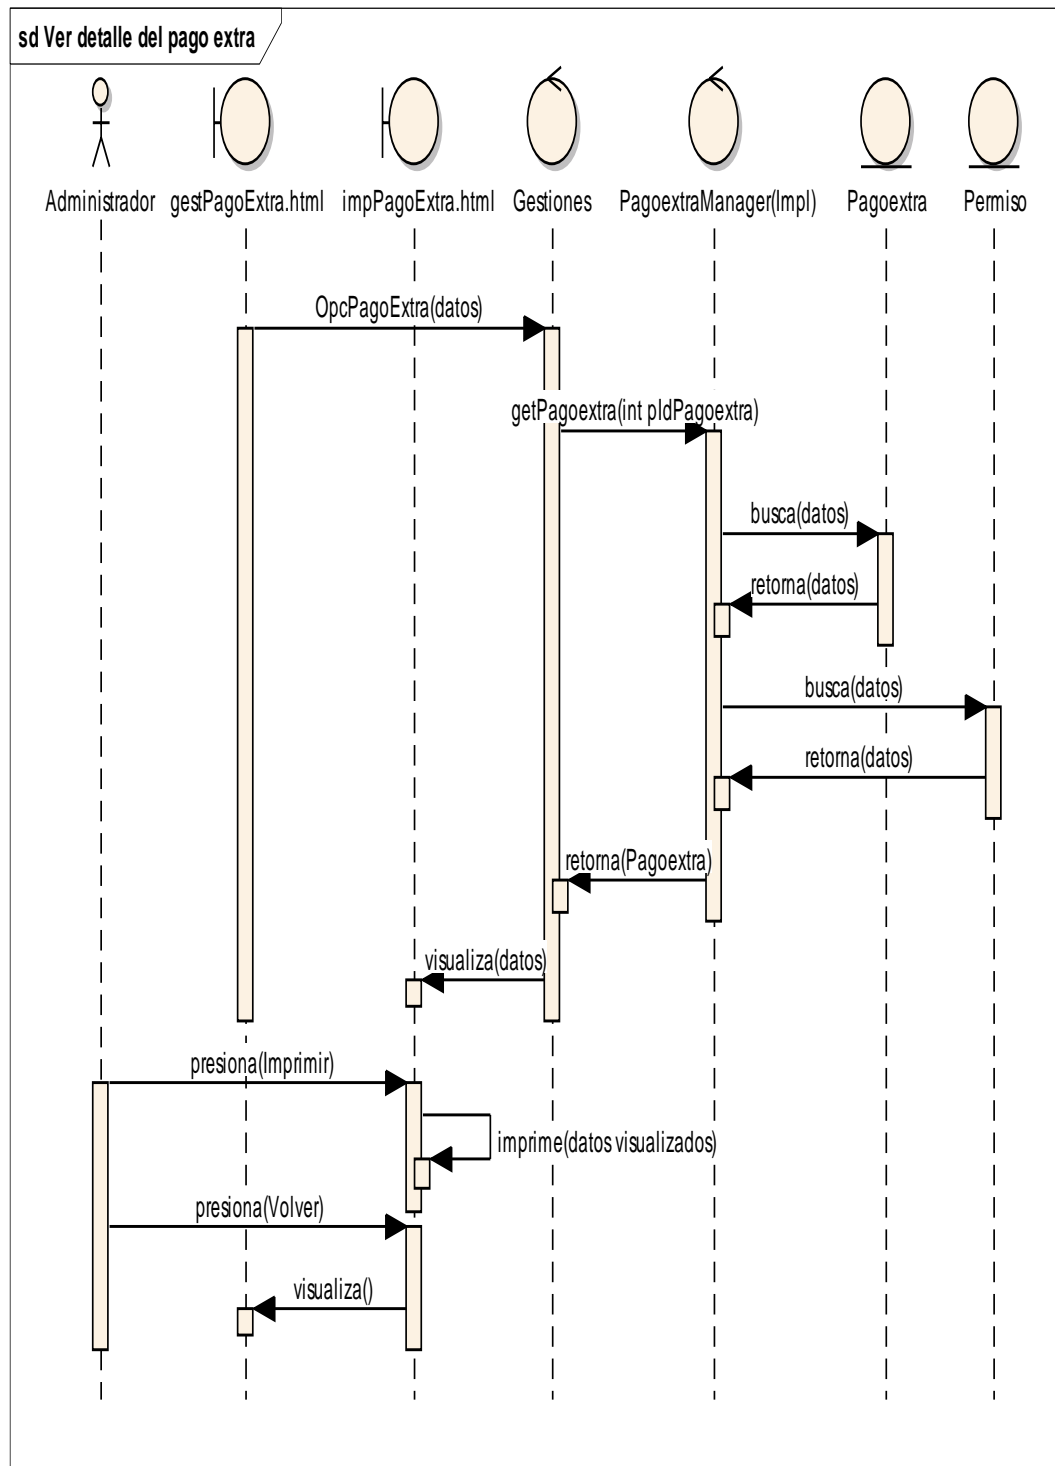 sd Ver detalle del pago extra
Administrador
gestPagoExtra.html
impPagoExtra.html
Gestiones
PagoextraManager(Impl)
Pagoextra
Permiso
OpcPagoExtra(datos)
getPagoextra(int pIdPagoextra)
busca(datos)
retorna(datos)
busca(datos)
retorna(datos)
retorna(Pagoextra)
visualiza(datos)
presiona(Imprimir)
imprime(datos visualizados)
presiona(Volver)
visualiza()